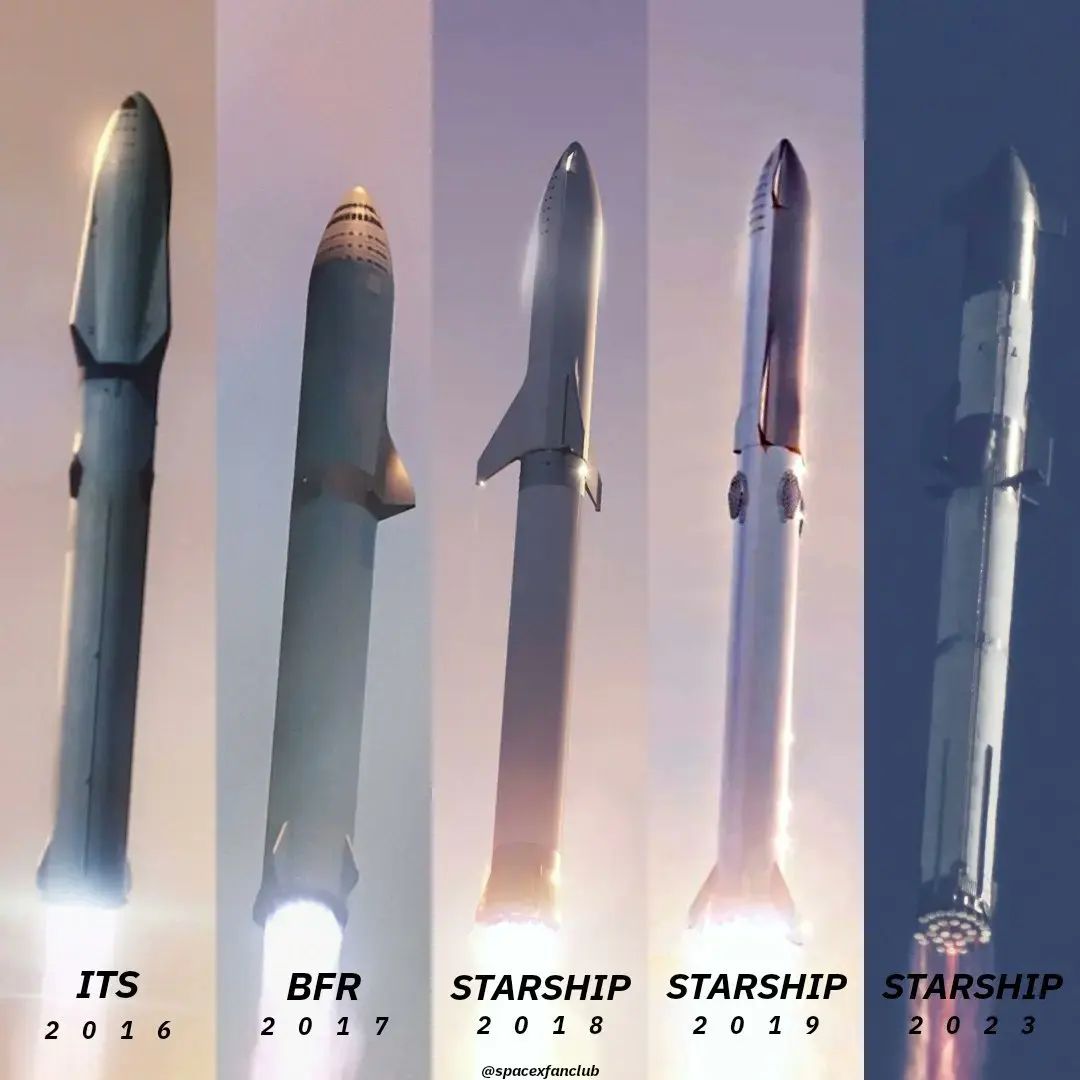 ITS
2 0 1 6
BFR
2 0 1 7
STARSHIP
2 0 1 8
STARSHIP
2 0 1 9
STARSHIP
2 0 2 3
@spacexfanclub